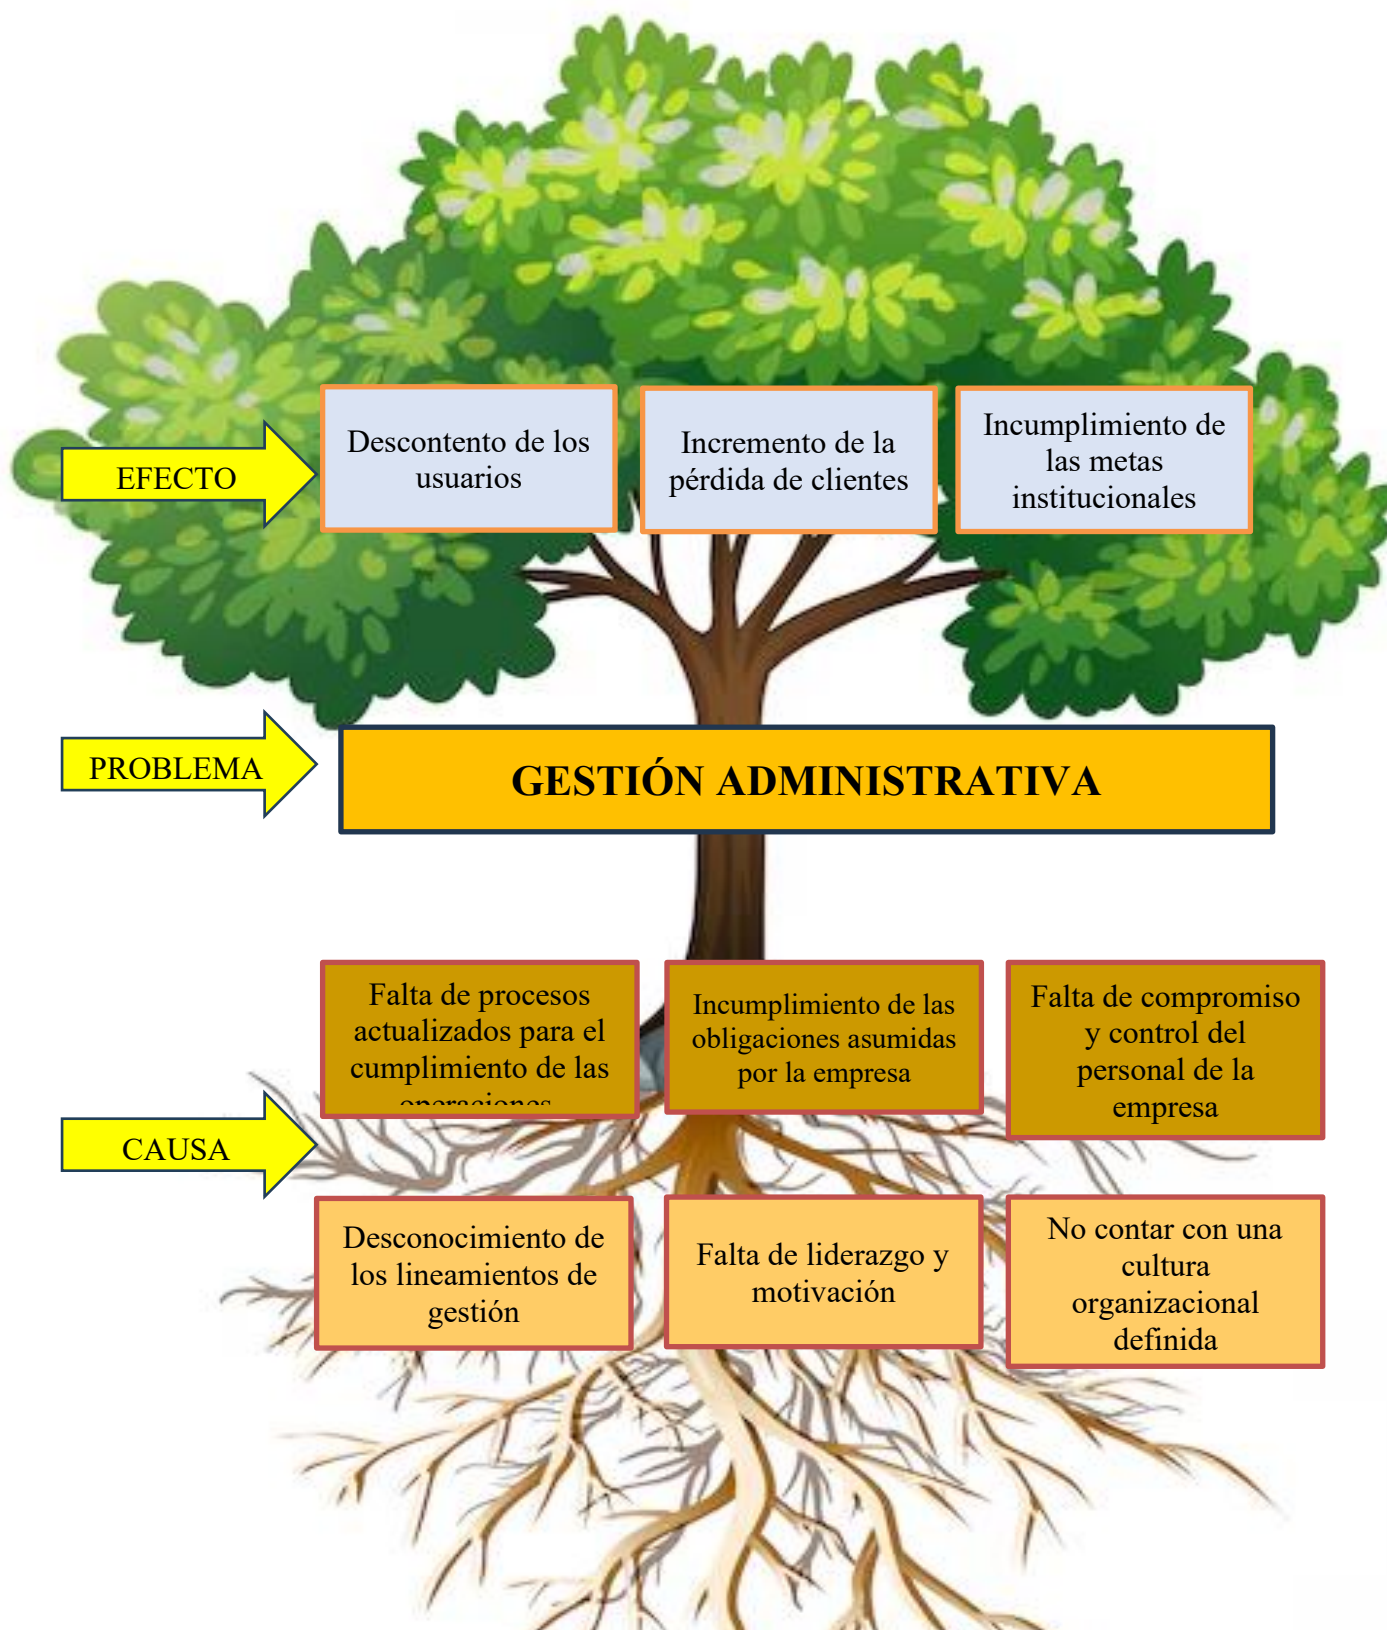 EFECTO
Descontento de los
usuarios
Incremento de la
pérdida de clientes
Incumplimiento de
las metas
institucionales
PROBLEMA
GESTIÓN ADMINISTRATIVA
CAUSA
Falta de procesos
actualizados para el
cumplimiento de las
operaciones
Incumplimiento de las
obligaciones asumidas
por la empresa
Falta de compromiso
y control del
personal de la
empresa
Desconocimiento de
los lineamientos de
gestión
Falta de liderazgo y
motivación
No contar con una
cultura
organizacional
definida